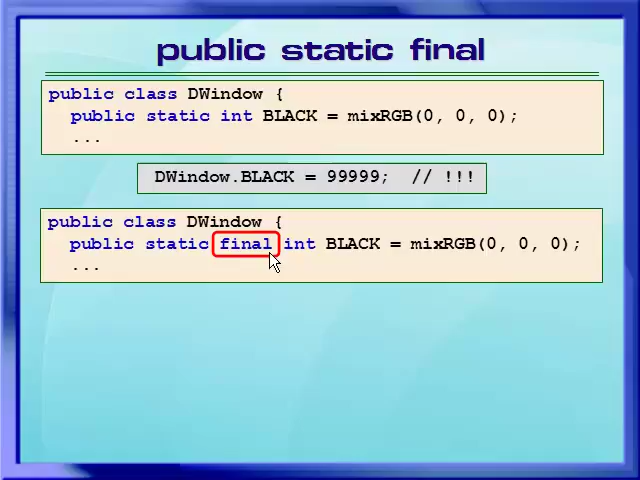 public static final
public class DWindow {
public static int BLACK = mixRGB(0, 0, 0);
...
DWindow.BLACK = 99999;  // !!!
public class DWindow {
public static final int BLACK = mixRGB(0, 0, 0);
...